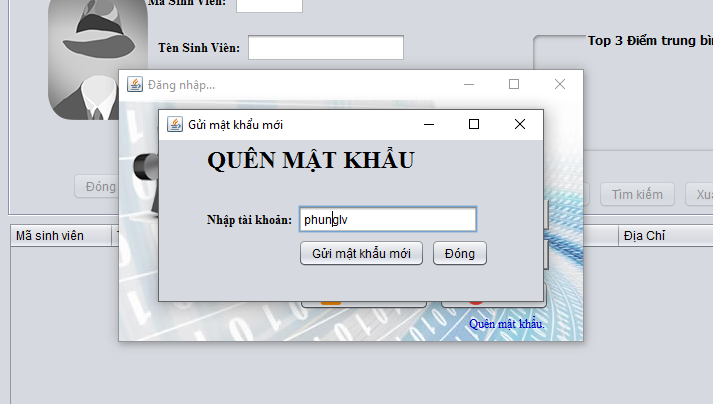 Mã Sinh Viên:
Tên Sinh Viên:
Top 3 Điểm trung
Đăng nhập...
Gửi mật khẩu mới
QUÊN MẬT KHẨU
Đóng
Nhập tài khoản:
phunglv
Tìm kiếm
Gửi mật khẩu mới
Đóng
Mã sinh viên
Địa Chỉ
Quên mật khẩu.